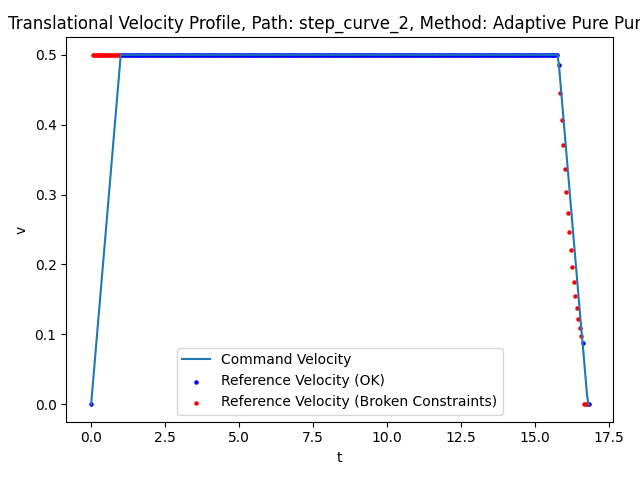 Translational Velocity Profile, Path: step_curve_2, Method: Adaptive Pure Pur
v
0.5
0.4
0.3
0.2
0.1
0.0
Command Velocity
Reference Velocity (OK)
Reference Velocity (Broken Constraints)
0.0 2.5 5.0 7.5 10.0 12.5 15.0 17.5
t